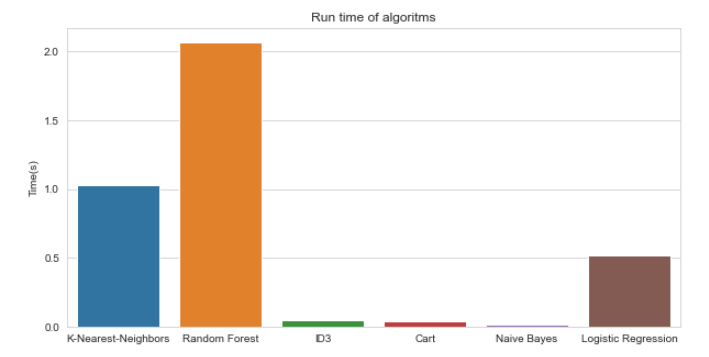 Run time of algoritms
Time(s)
2.0
1.5
1.0
0.5
0.0
K-Nearest-Neighbors Random Forest ID3 Cart Naive Bayes Logistic Regression